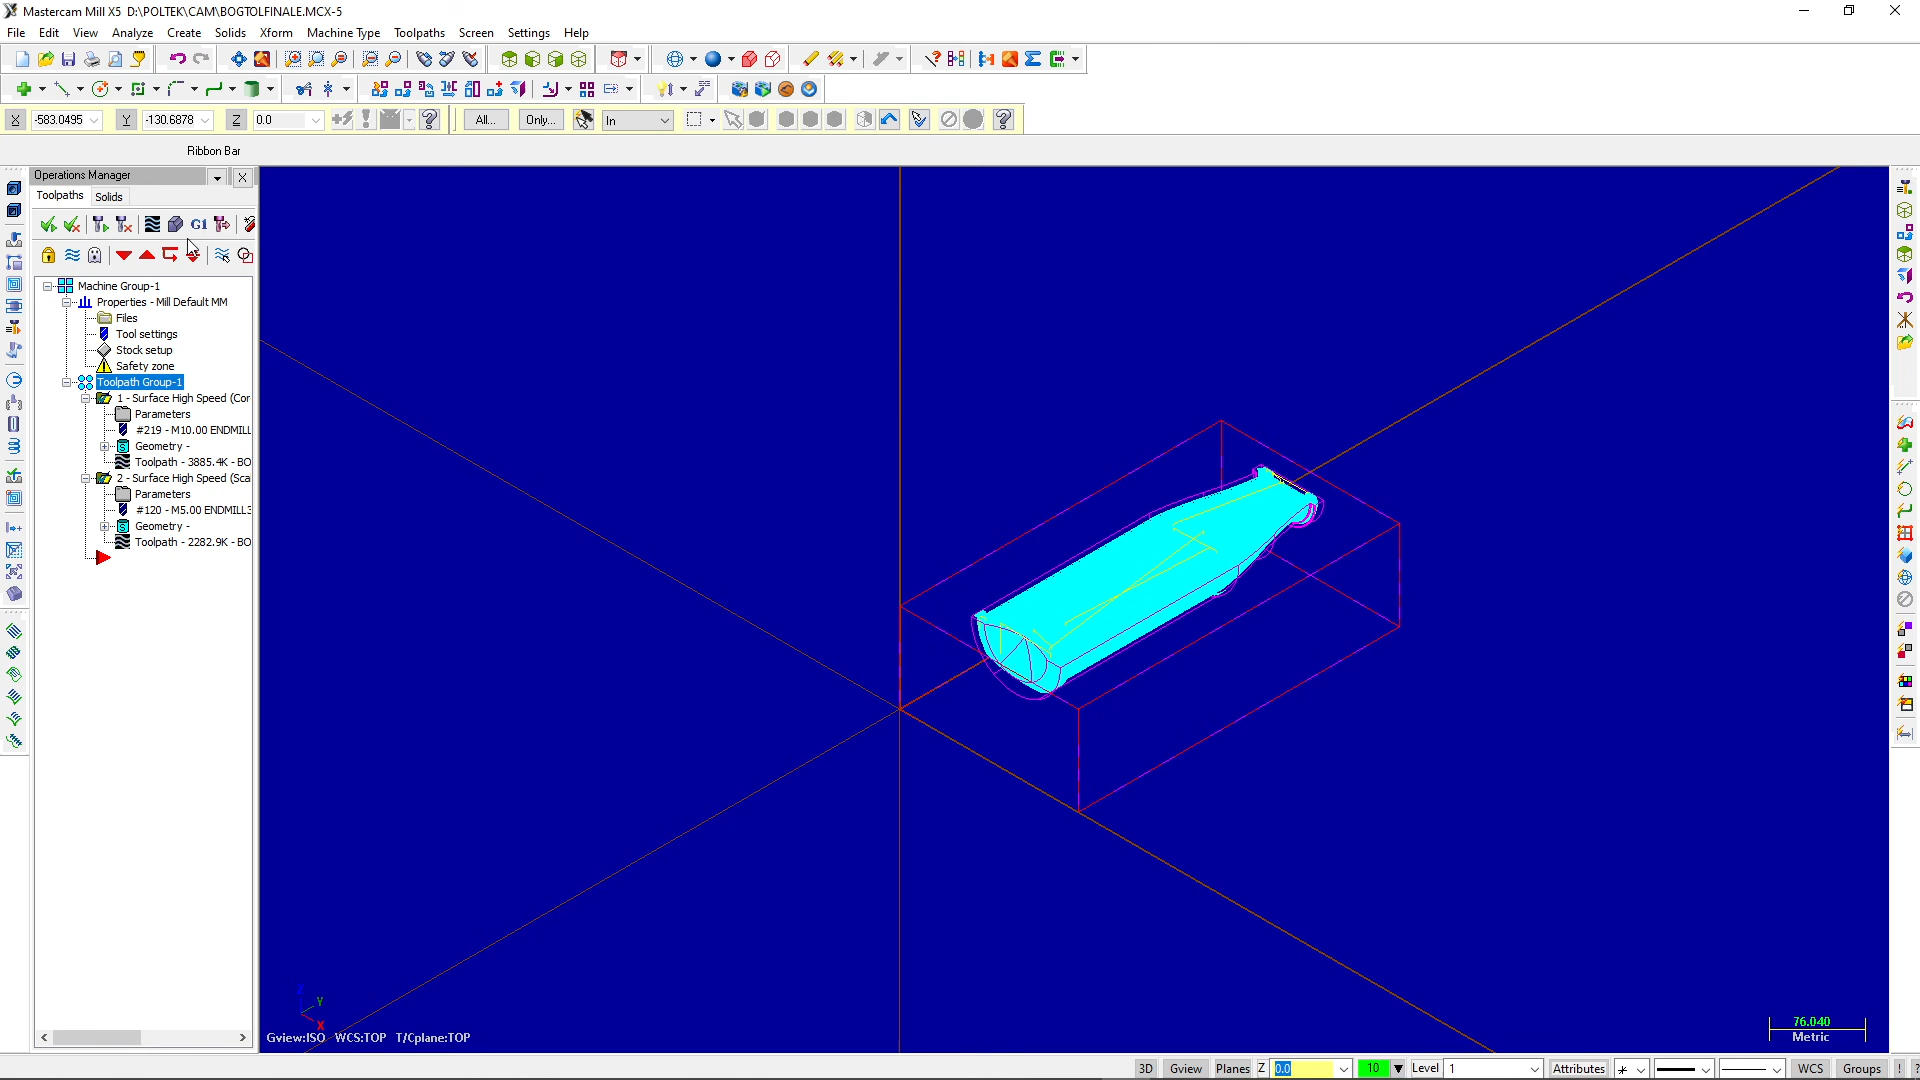 Mastercam Mill X5 D:\POLTEK\CAM\BOGTOLFINALE.MCX-5
File Edit View Analyze Create Solids Xform Machine Type Toolpaths Screen Settings Help
X -583.0495 Y -130.6878 Z 0.0 All... Only... In
Ribbon Bar
Operations Manager
Toolpaths Solids
G1
Machine Group-1
Properties - Mill Default MM
Files
Tool settings
Stock setup
Safety zone
Toolpath Group-1
1 - Surface High Speed (Cor
Parameters
#219 - M10.00 ENDMILL
Geometry -
Toolpath - 3885.4K - BO
2 - Surface High Speed (Sca
Parameters
#120 - M5.00 ENDMILL3
Geometry -
Toolpath - 2282.9K - BO
Z
Y
X
Gview:ISO WCS:TOP T/Cplane:TOP
76.040
Metric
3D Gview Planes Z 0.0 10 Level 1 Attributes WCS Groups ! ?